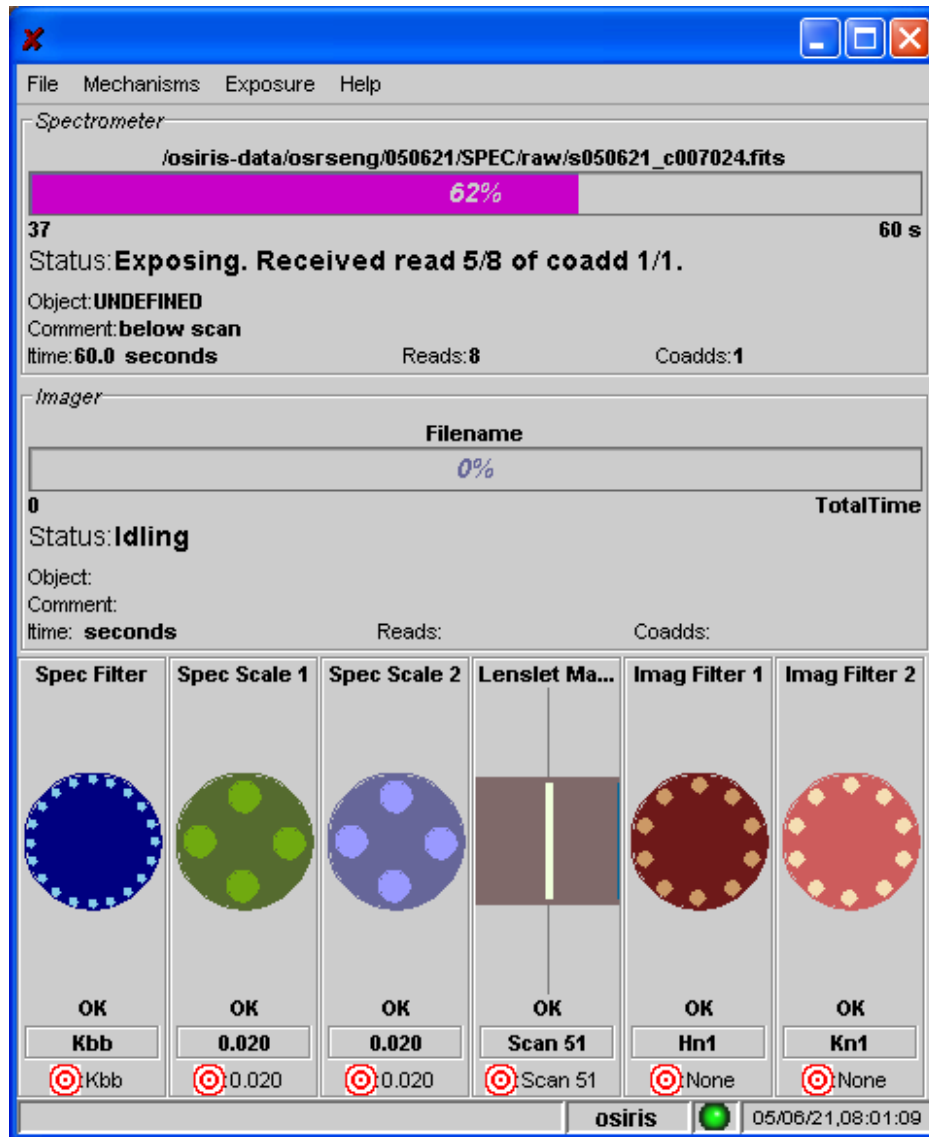 File Mechanisms Exposure Help
Spectrometer
/osiris-data/osrseng/050621/SPEC/raw/s050621_c007024.fits
62%
37 60 s
Status:Exposing. Received read 5/8 of coadd 1/1.
Object:UNDEFINED
Comment:below scan
Itime:60.0 seconds Reads:8 Coadds:1
Imager
Filename
0%
0 TotalTime
Status:Idling
Object:
Comment:
Itime: seconds Reads: Coadds:
Spec Filter Spec Scale 1 Spec Scale 2 Lenslet Ma... Imag Filter 1 Imag Filter 2
OK OK OK OK OK OK
Kbb 0.020 0.020 Scan 51 Hn1 Kn1
:Kbb :0.020 :0.020 :Scan 51 :None :None
osiris 05/06/21,08:01:09